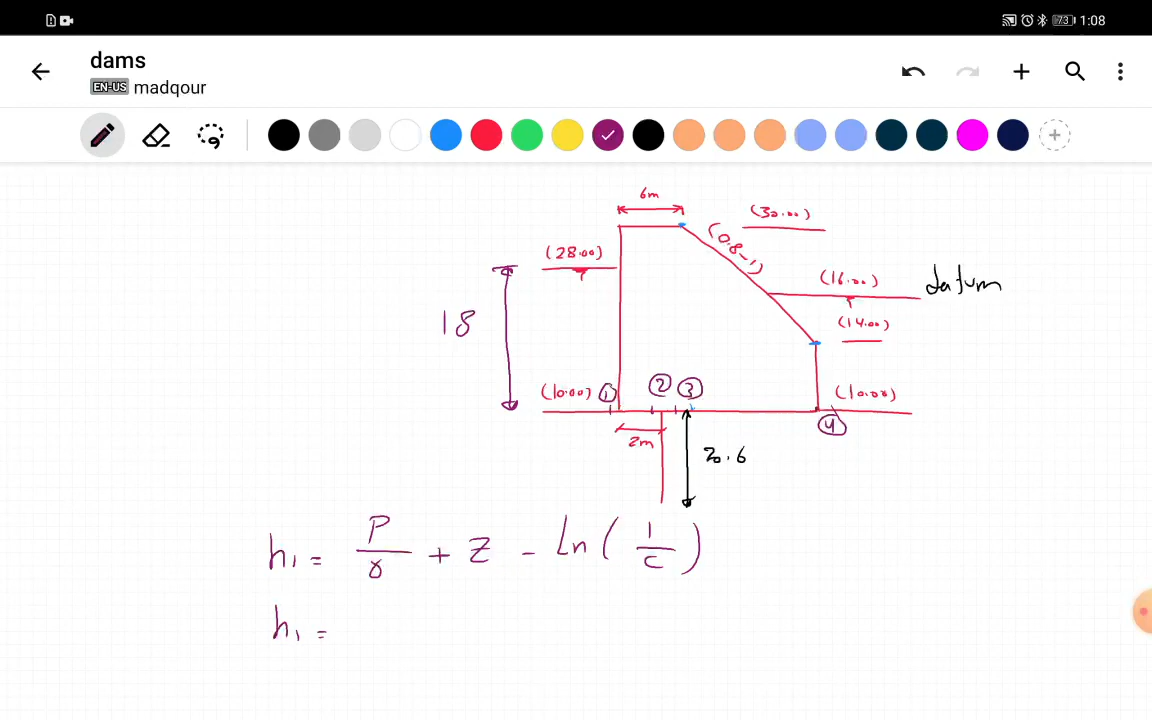 1:08
dams
EN-US madqour
6m
(30.00)
(28.00)
(0.8-1)
(16.00)
datum
18
(14.00)
(10.00) 1 2 3 (10.00)
4
2m
20.6
h₁ = P/γ + Z - Ln ( 1/c )
h₁ =